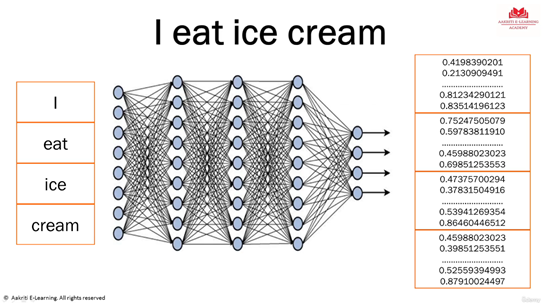 I eat ice cream
AAKRITI E-LEARNING
ACADEMY
I
eat
ice
cream
0.4198390201
0.2130909491
...........................
0.81234290121
0.83514196123
0.75247505079
0.59783811910
...........................
0.45988023023
0.69851253553
0.47375700294
0.37831504916
...........................
0.53941269354
0.86460446512
0.45988023023
0.39851253551
...........................
0.52559394993
0.87910024497
© Aakriti E-Learning. All rights reserved
Udemy